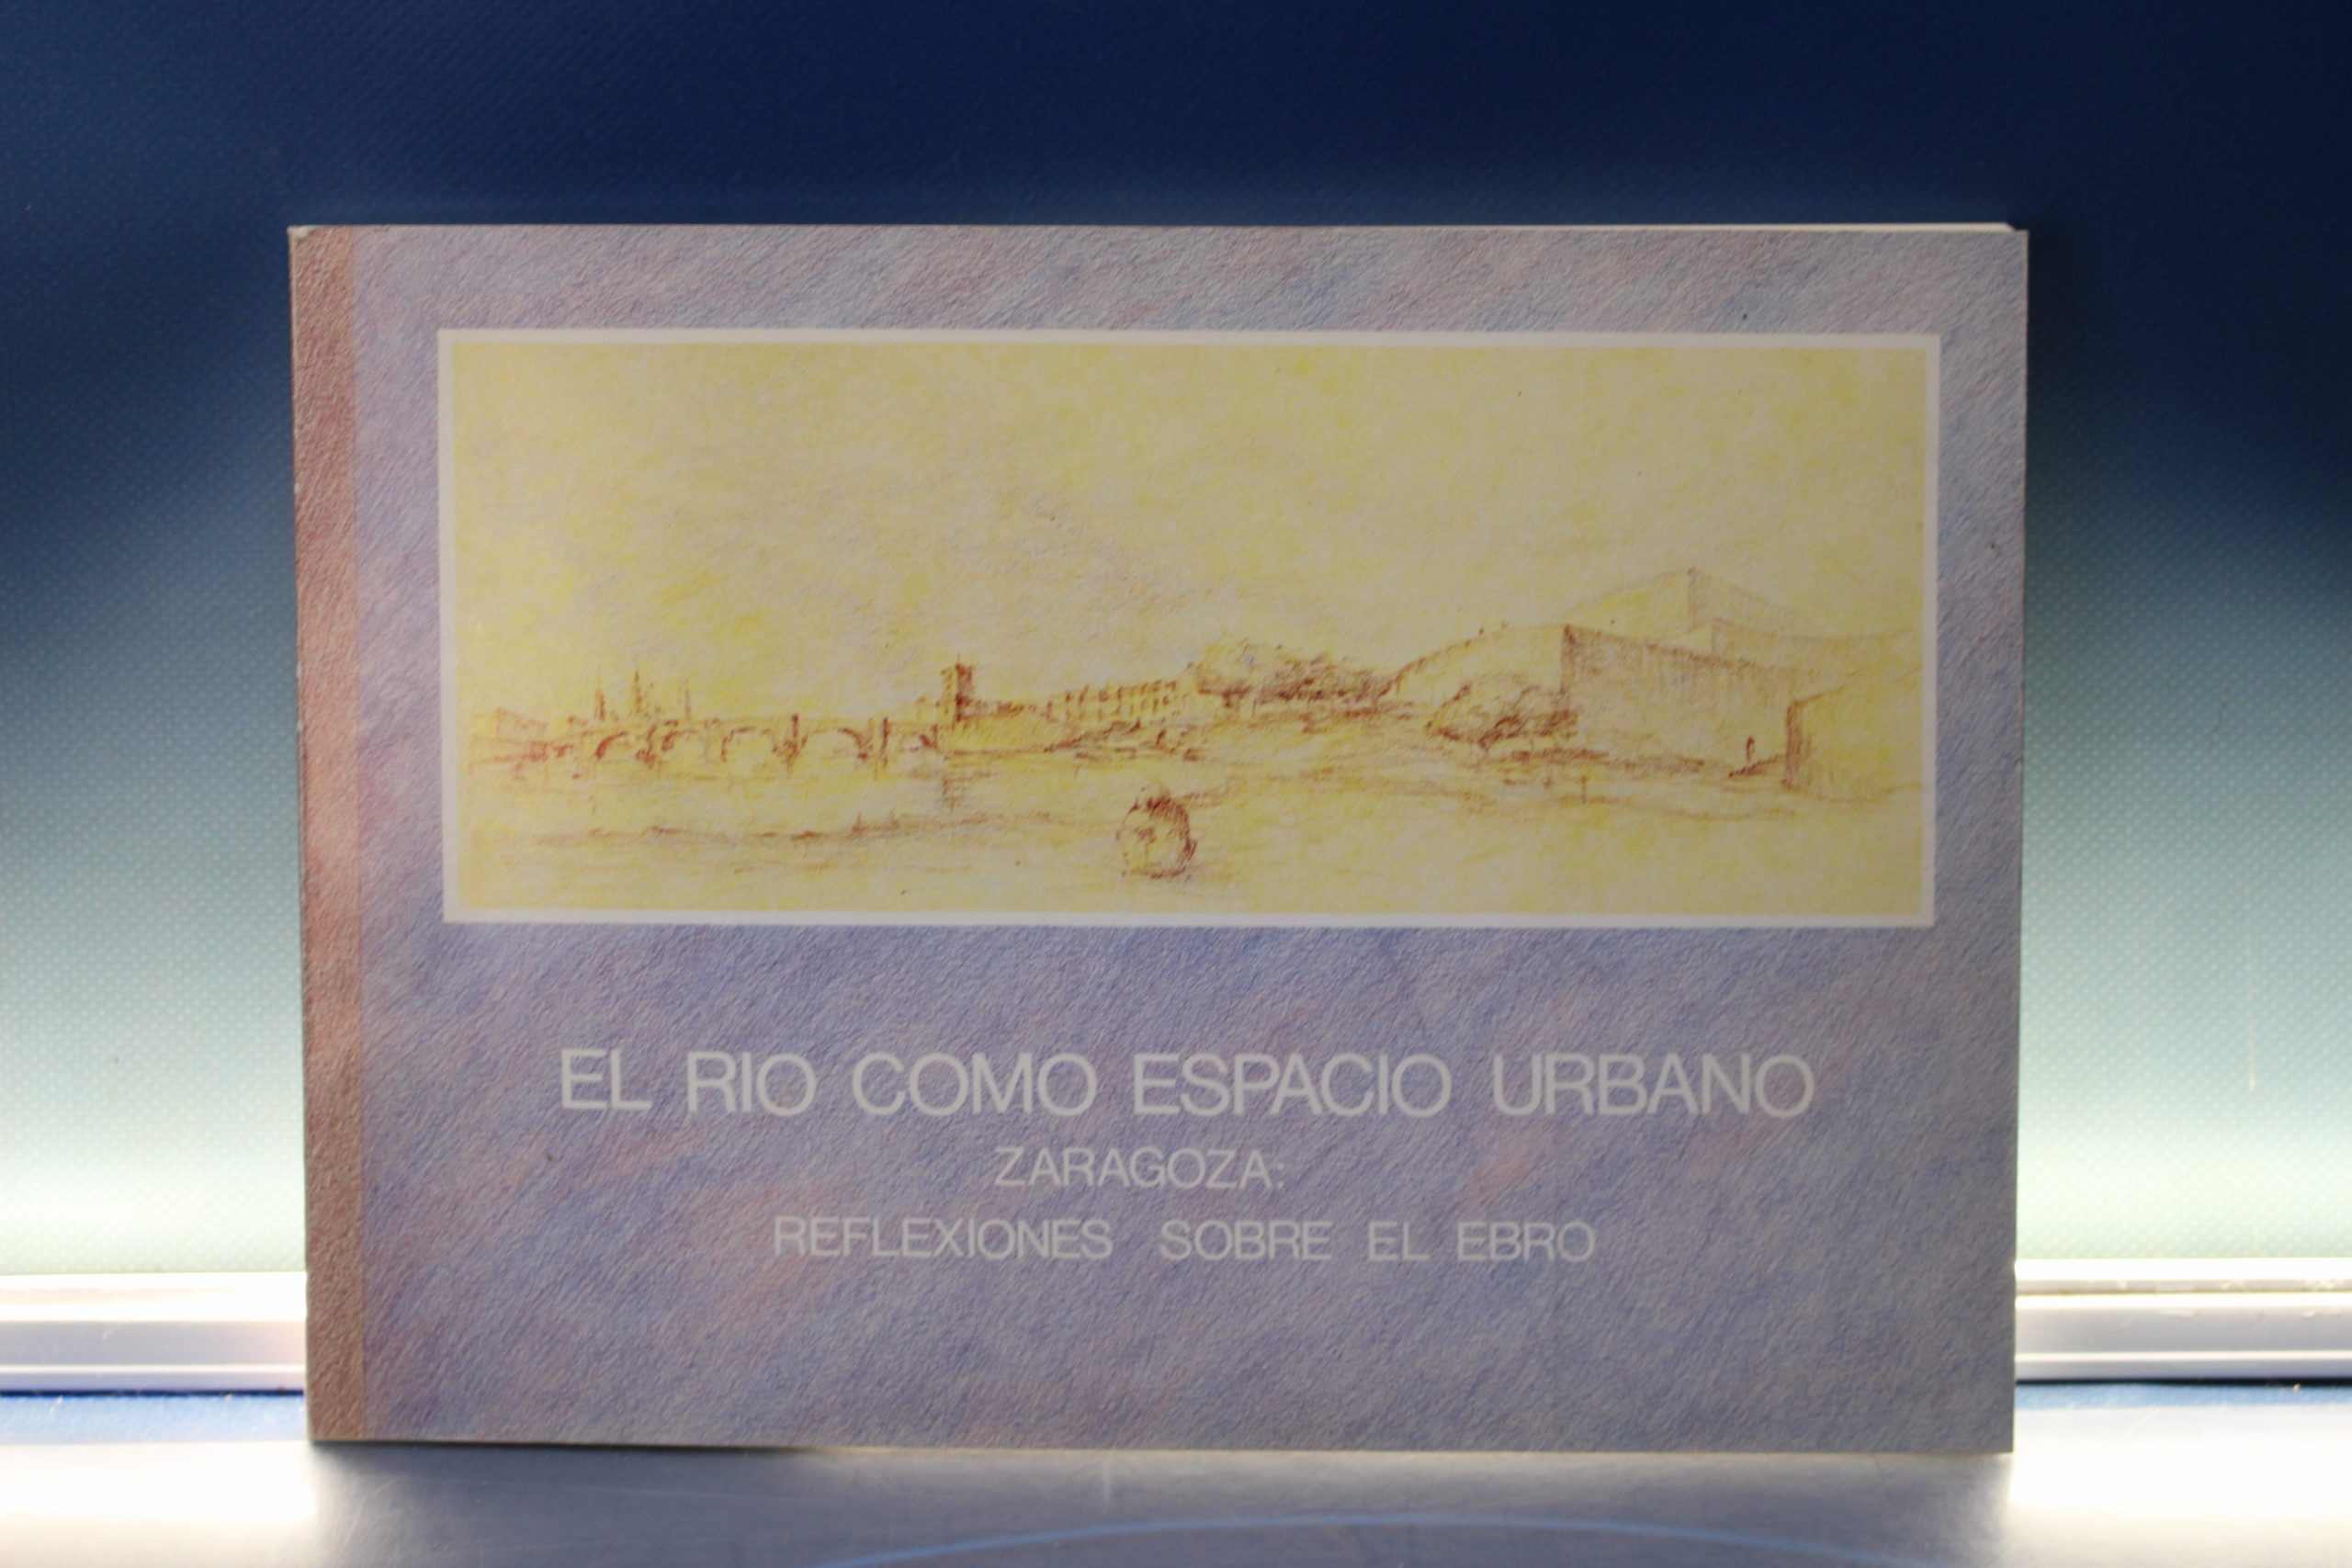 EL RIO COMO ESPACIO URBANO
ZARAGOZA:
REFLEXIONES SOBRE EL EBRO